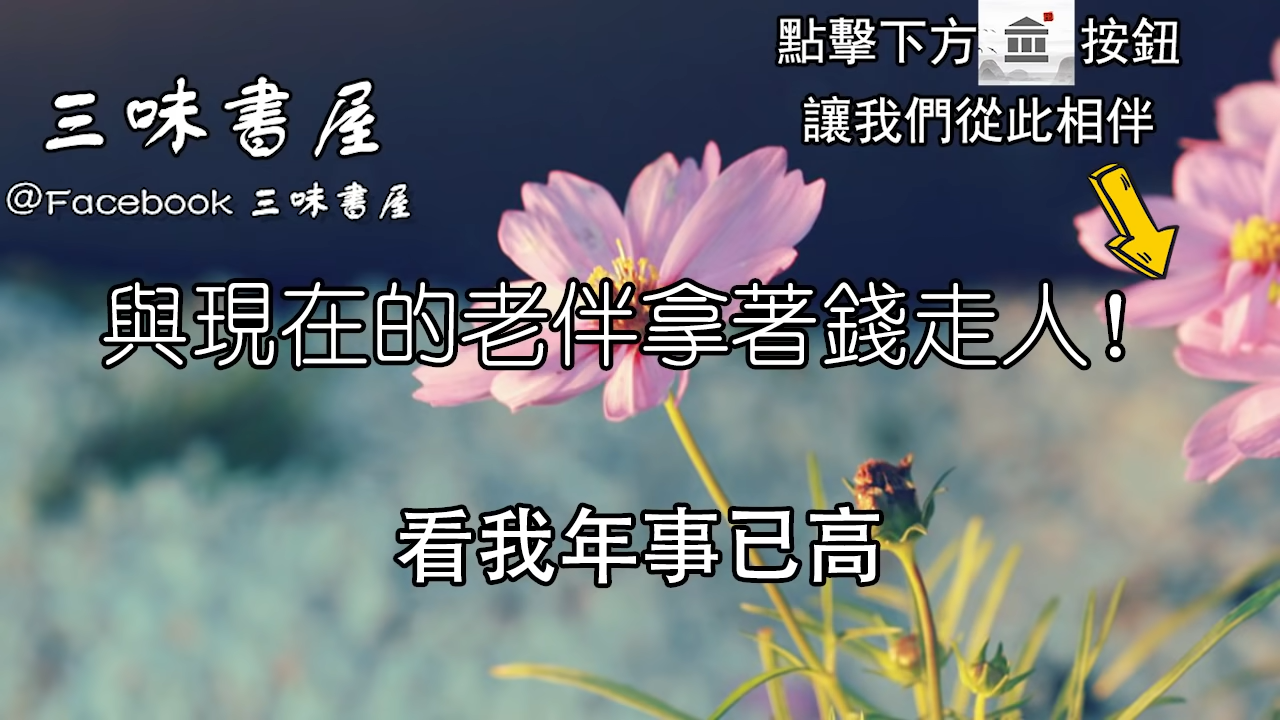 點擊下方 按鈕
讓我們從此相伴
三味書屋
@Facebook 三味書屋
與現在的老伴拿著錢走人!
看我年事已高